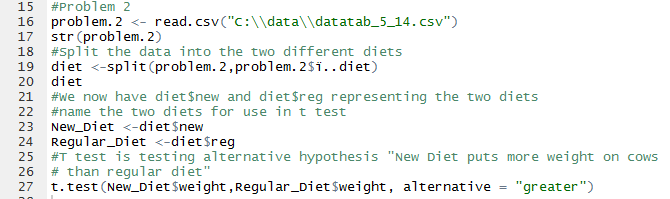 15 #Problem 2
16 problem.2 <- read.csv("C:\\data\\datatab_5_14.csv")
17 str(problem.2)
18 #Split the data into the two different diets
19 diet <-split(problem.2,problem.2$ï..diet)
20 diet
21 #We now have diet$new and diet$reg representing the two diets
22 #name the two diets for use in t test
23 New_Diet <-diet$new
24 Regular_Diet <-diet$reg
25 #T test is testing alternative hypothesis "New Diet puts more weight on cows
26 # than regular diet"
27 t.test(New_Diet$weight,Regular_Diet$weight, alternative = "greater")